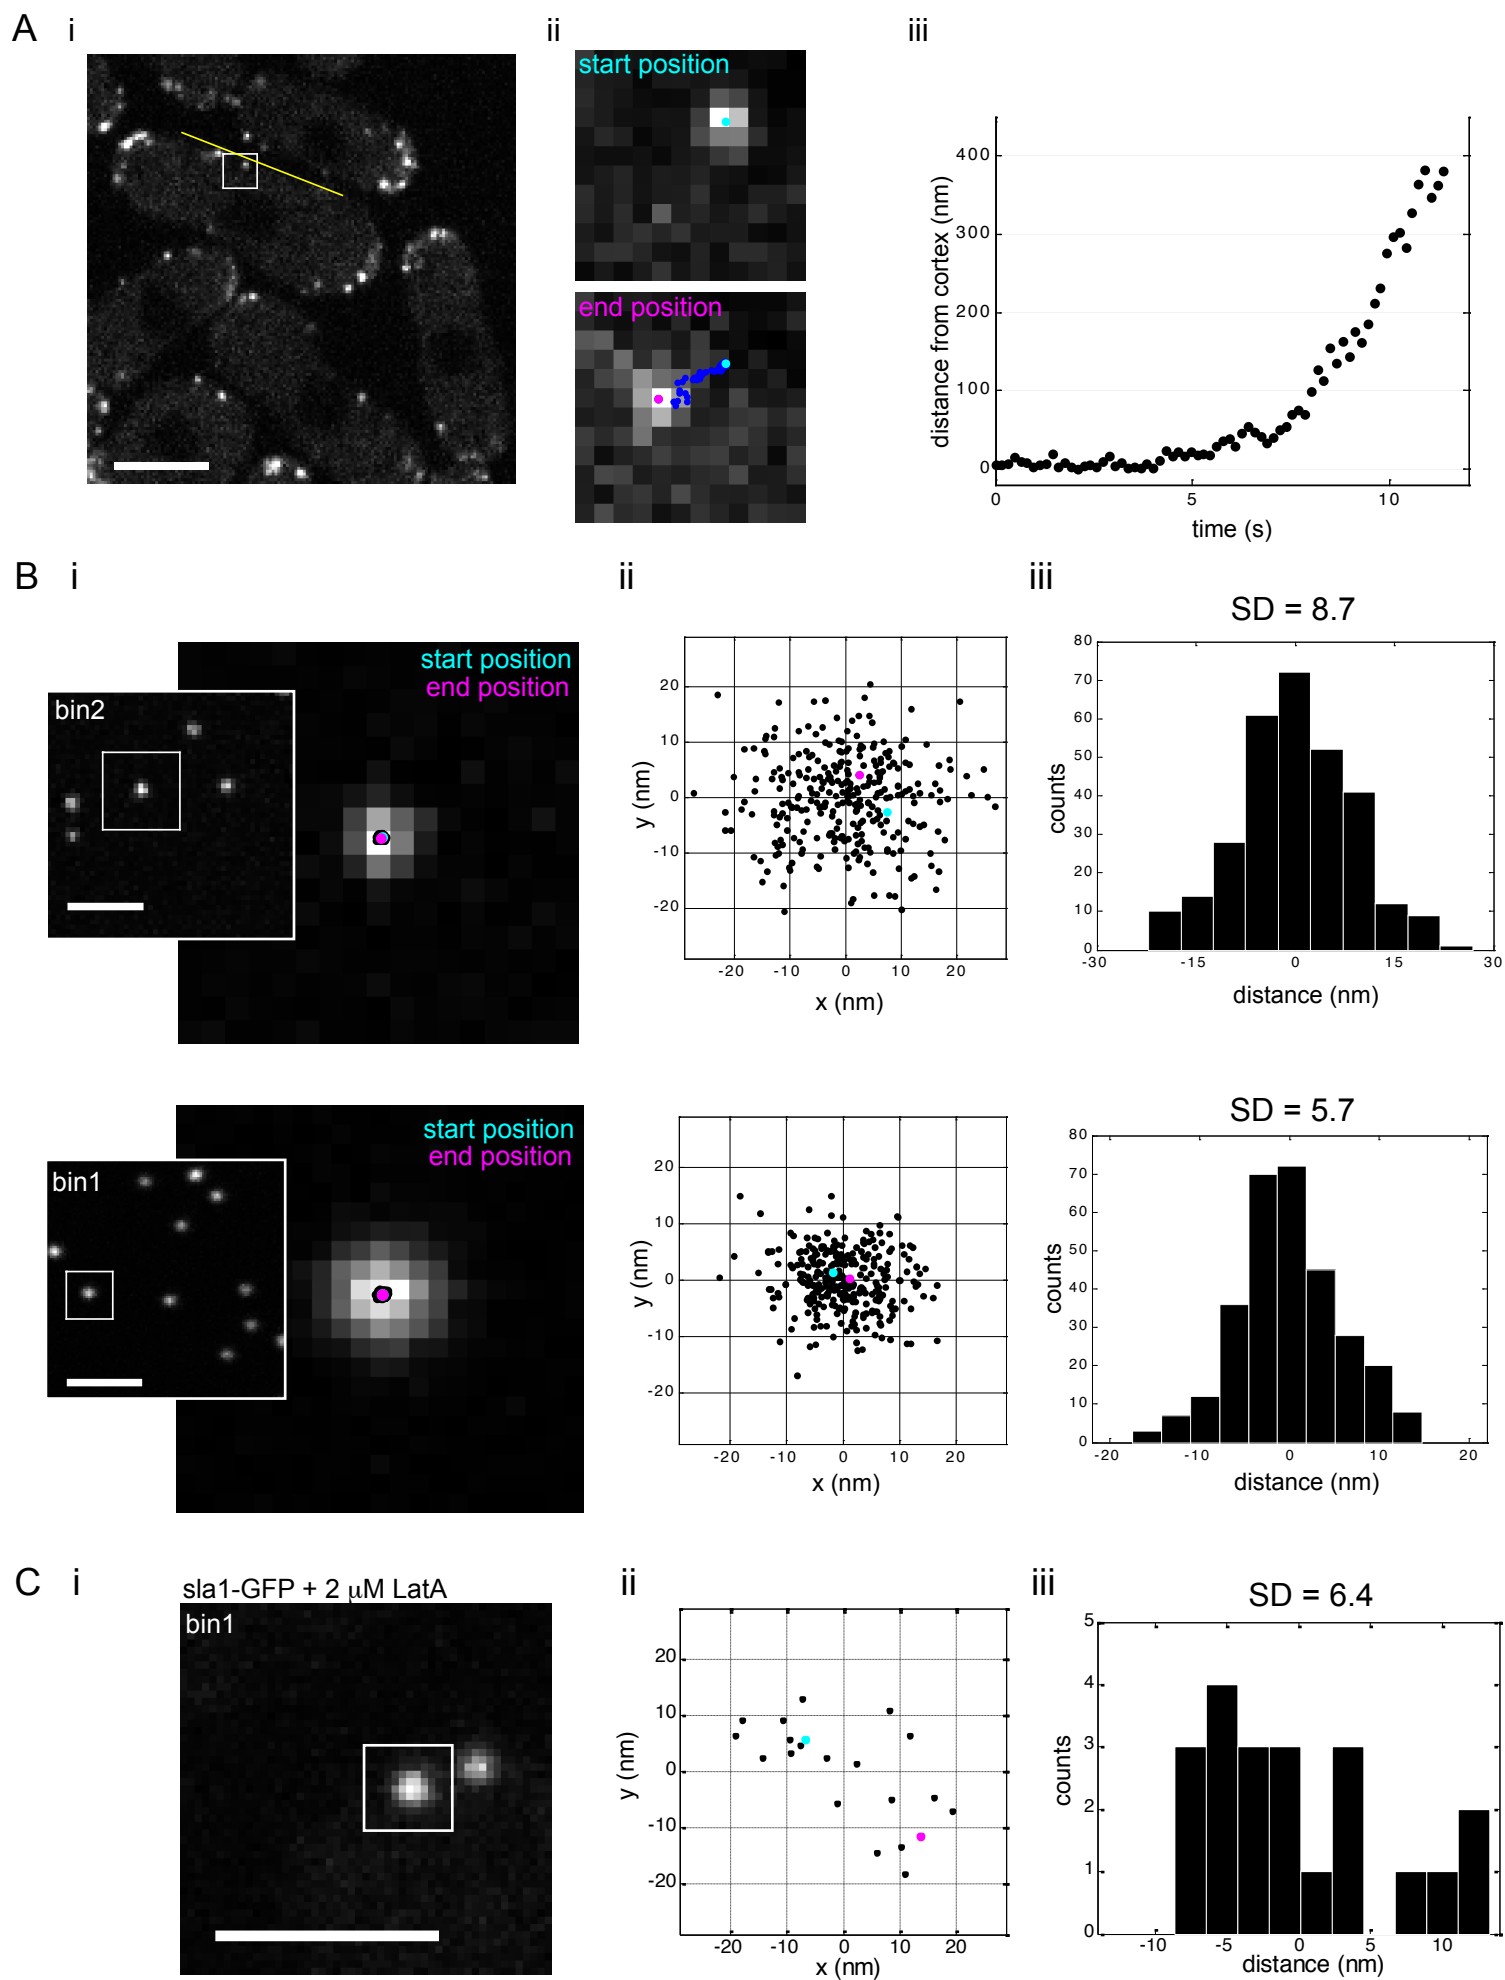 A i ii iii
start position
end position
400
300
200
100
0
distance from cortex (nm)
0 5 10
time (s)
B i ii iii
start position
end position
bin2
20
10
0
-10
-20
y (nm)
-20 -10 0 10 20
x (nm)
SD = 8.7
80
70
60
50
40
30
20
10
0
counts
-30 -15 0 15 30
distance (nm)
start position
end position
bin1
20
10
0
-10
-20
y (nm)
-20 -10 0 10 20
x (nm)
SD = 5.7
80
70
60
50
40
30
20
10
0
counts
-20 -10 0 10 20
distance (nm)
C i ii iii
sla1-GFP + 2 μM LatA
bin1
20
10
0
-10
-20
y (nm)
-20 -10 0 10 20
x (nm)
SD = 6.4
5
4
3
2
1
0
counts
-10 -5 0 5 10
distance (nm)